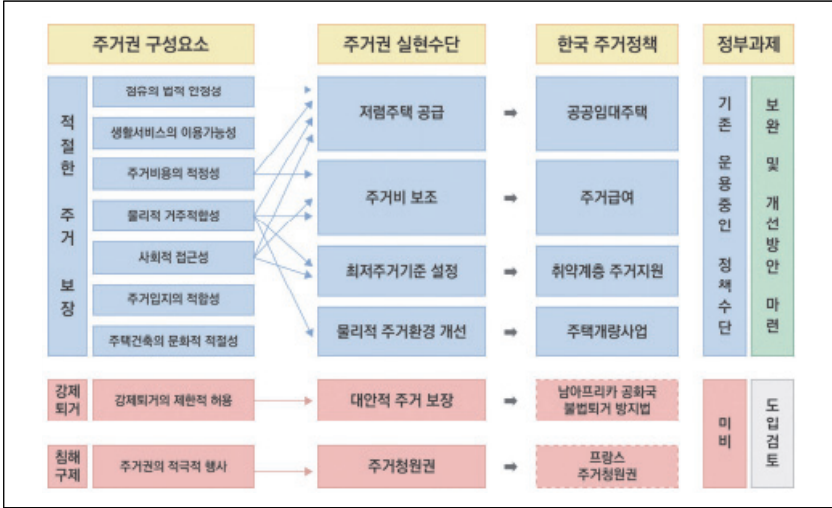 주거권 구성요소
주거권 실현수단
한국 주거정책
정부과제
적절한 주거 보장
점유의 법적 안정성
생활서비스의 이용가능성
주거비용의 적정성
물리적 거주적합성
사회적 접근성
주거입지의 적합성
주택건축의 문화적 적절성
저렴주택 공급
주거비 보조
최저주거기준 설정
물리적 주거환경 개선
공공임대주택
주거급여
취약계층 주거지원
주택개량사업
기존 운용중인 정책수단
보완 및 개선방안 마련
강제
퇴거
강제퇴거의 제한적 허용
대안적 주거 보장
남아프리카 공화국
불법퇴거 방지법
침해
구제
주거권의 적극적 행사
주거청원권
프랑스
주거청원권
미비
도입검토